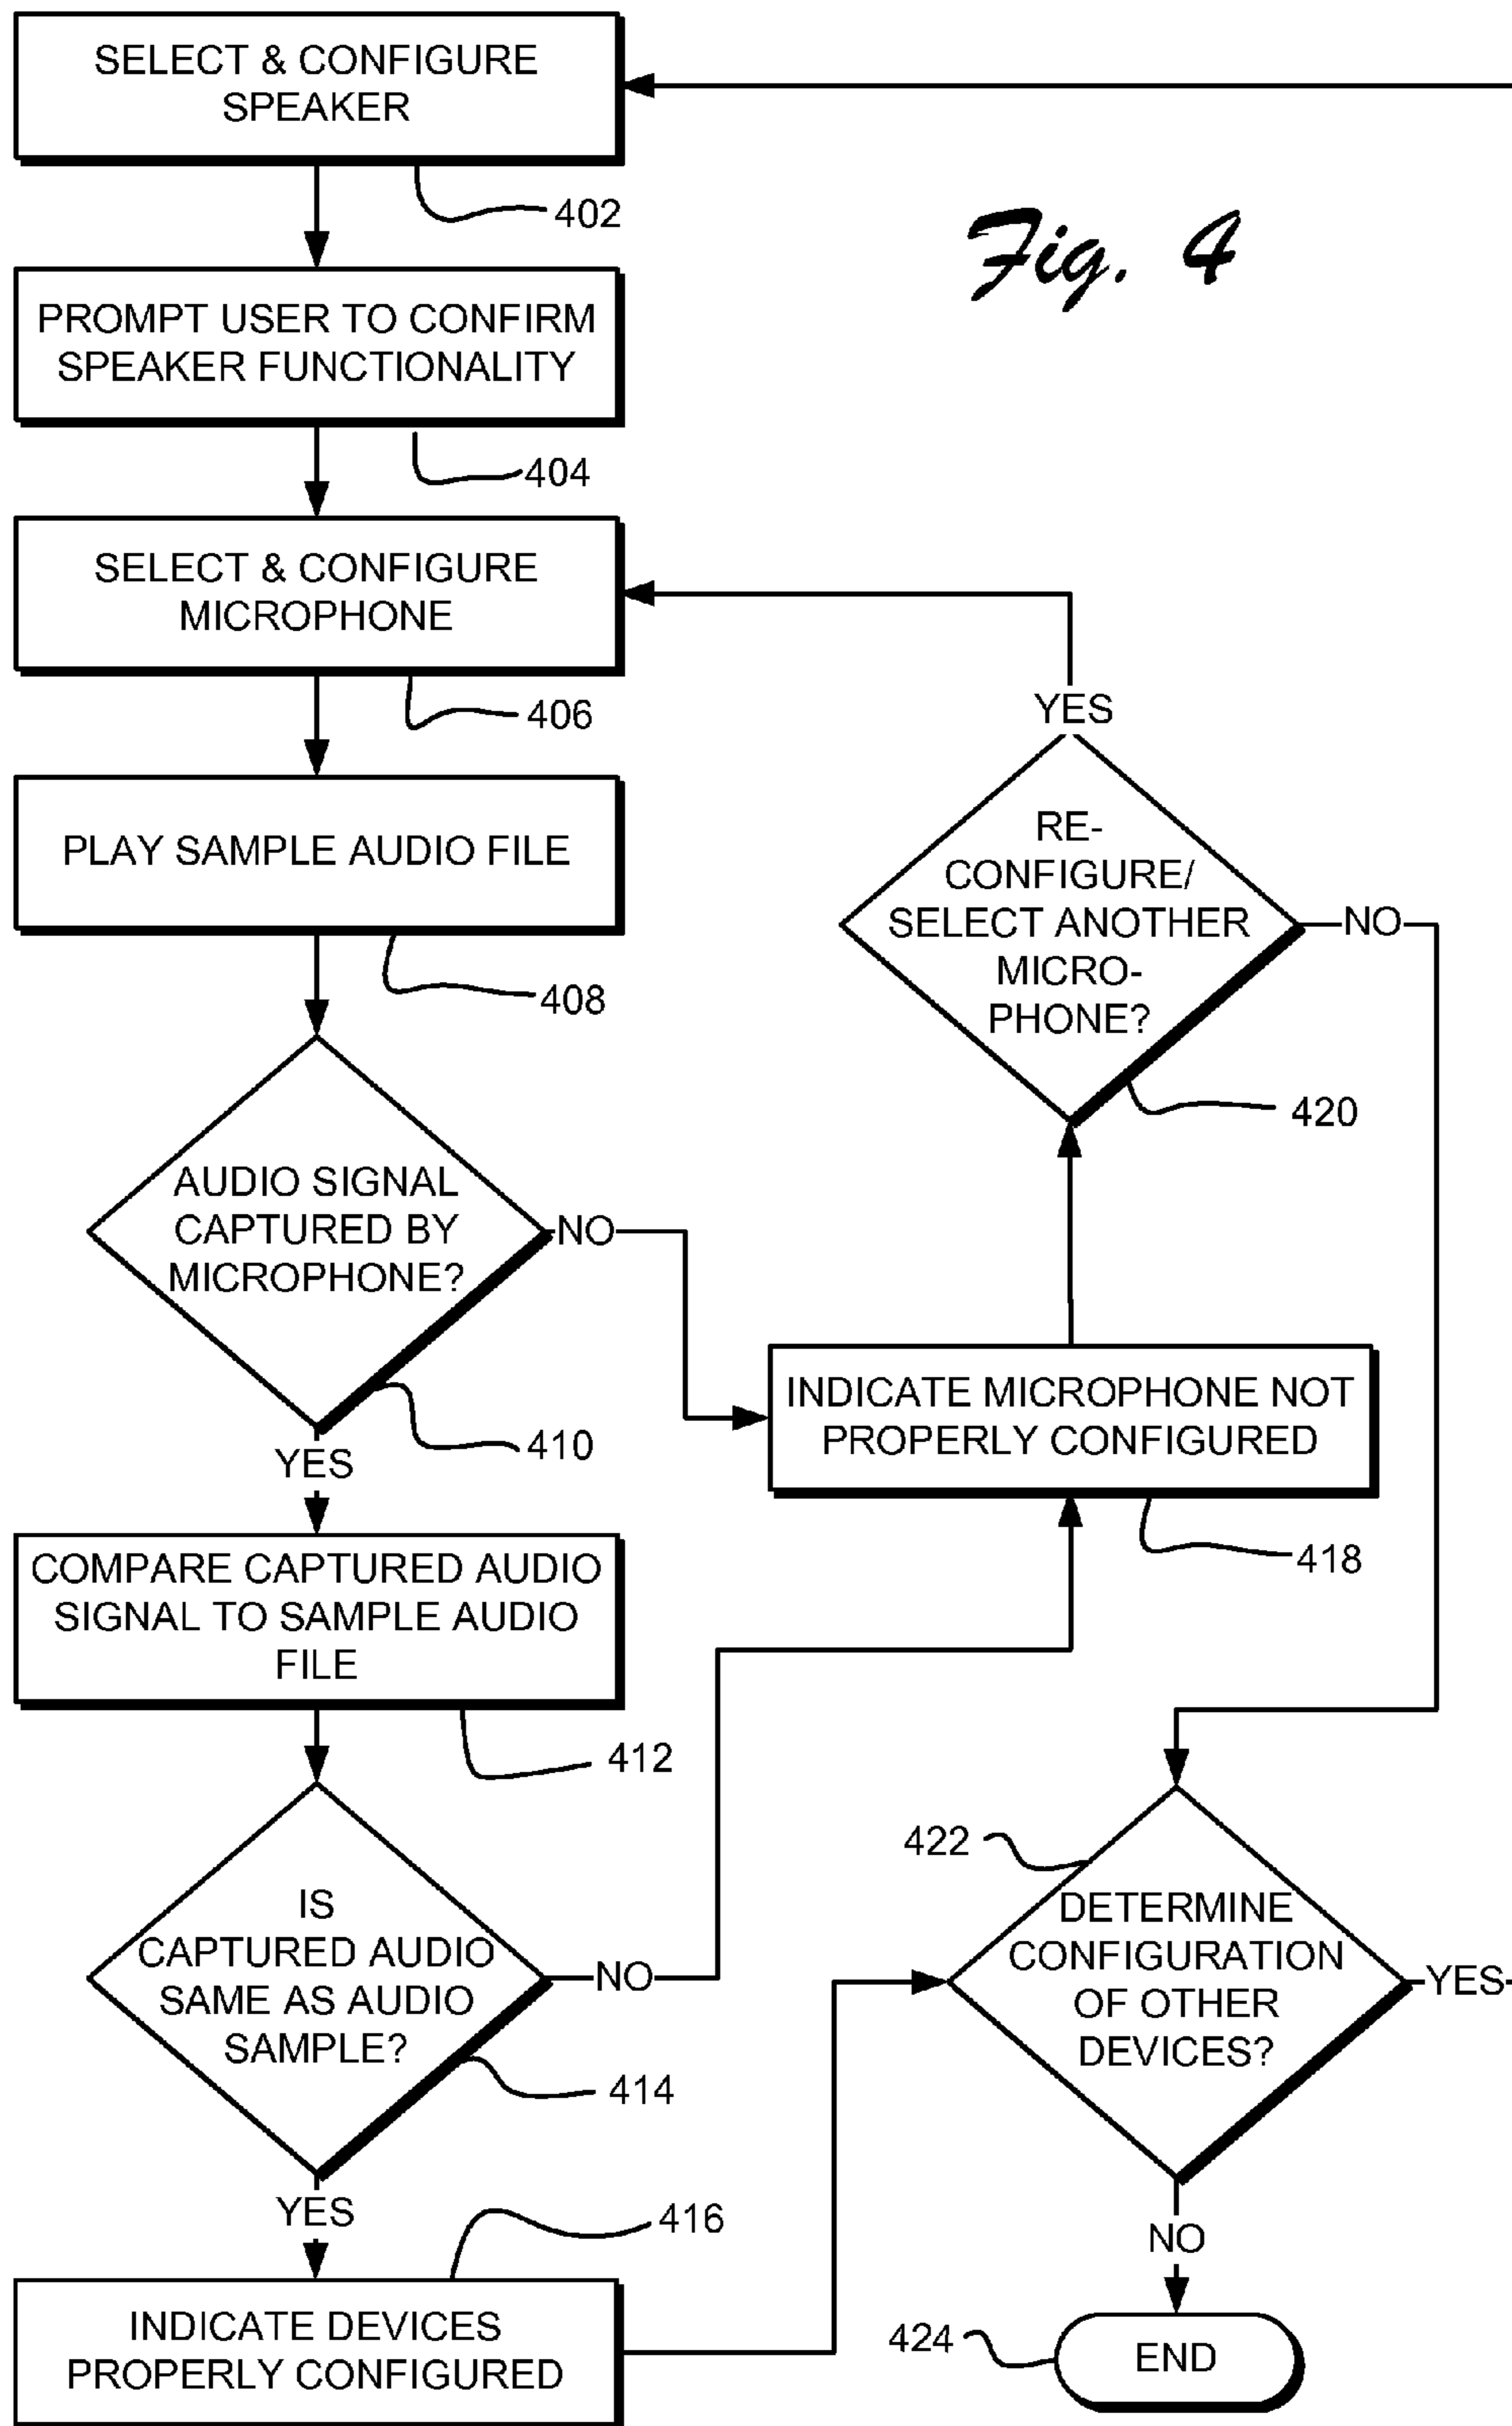 SELECT & CONFIGURE
SPEAKER
402
Fig. 4
PROMPT USER TO CONFIRM
SPEAKER FUNCTIONALITY
404
SELECT & CONFIGURE
MICROPHONE
406
YES
PLAY SAMPLE AUDIO FILE
408
RE-
CONFIGURE/
SELECT ANOTHER
MICRO-
PHONE?
NO
420
AUDIO SIGNAL
CAPTURED BY
MICROPHONE?
NO
410
YES
INDICATE MICROPHONE NOT
PROPERLY CONFIGURED
418
COMPARE CAPTURED AUDIO
SIGNAL TO SAMPLE AUDIO
FILE
412
IS
CAPTURED AUDIO
SAME AS AUDIO
SAMPLE?
NO
414
YES
422
DETERMINE
CONFIGURATION
OF OTHER
DEVICES?
YES
NO
416
INDICATE DEVICES
PROPERLY CONFIGURED
424
END